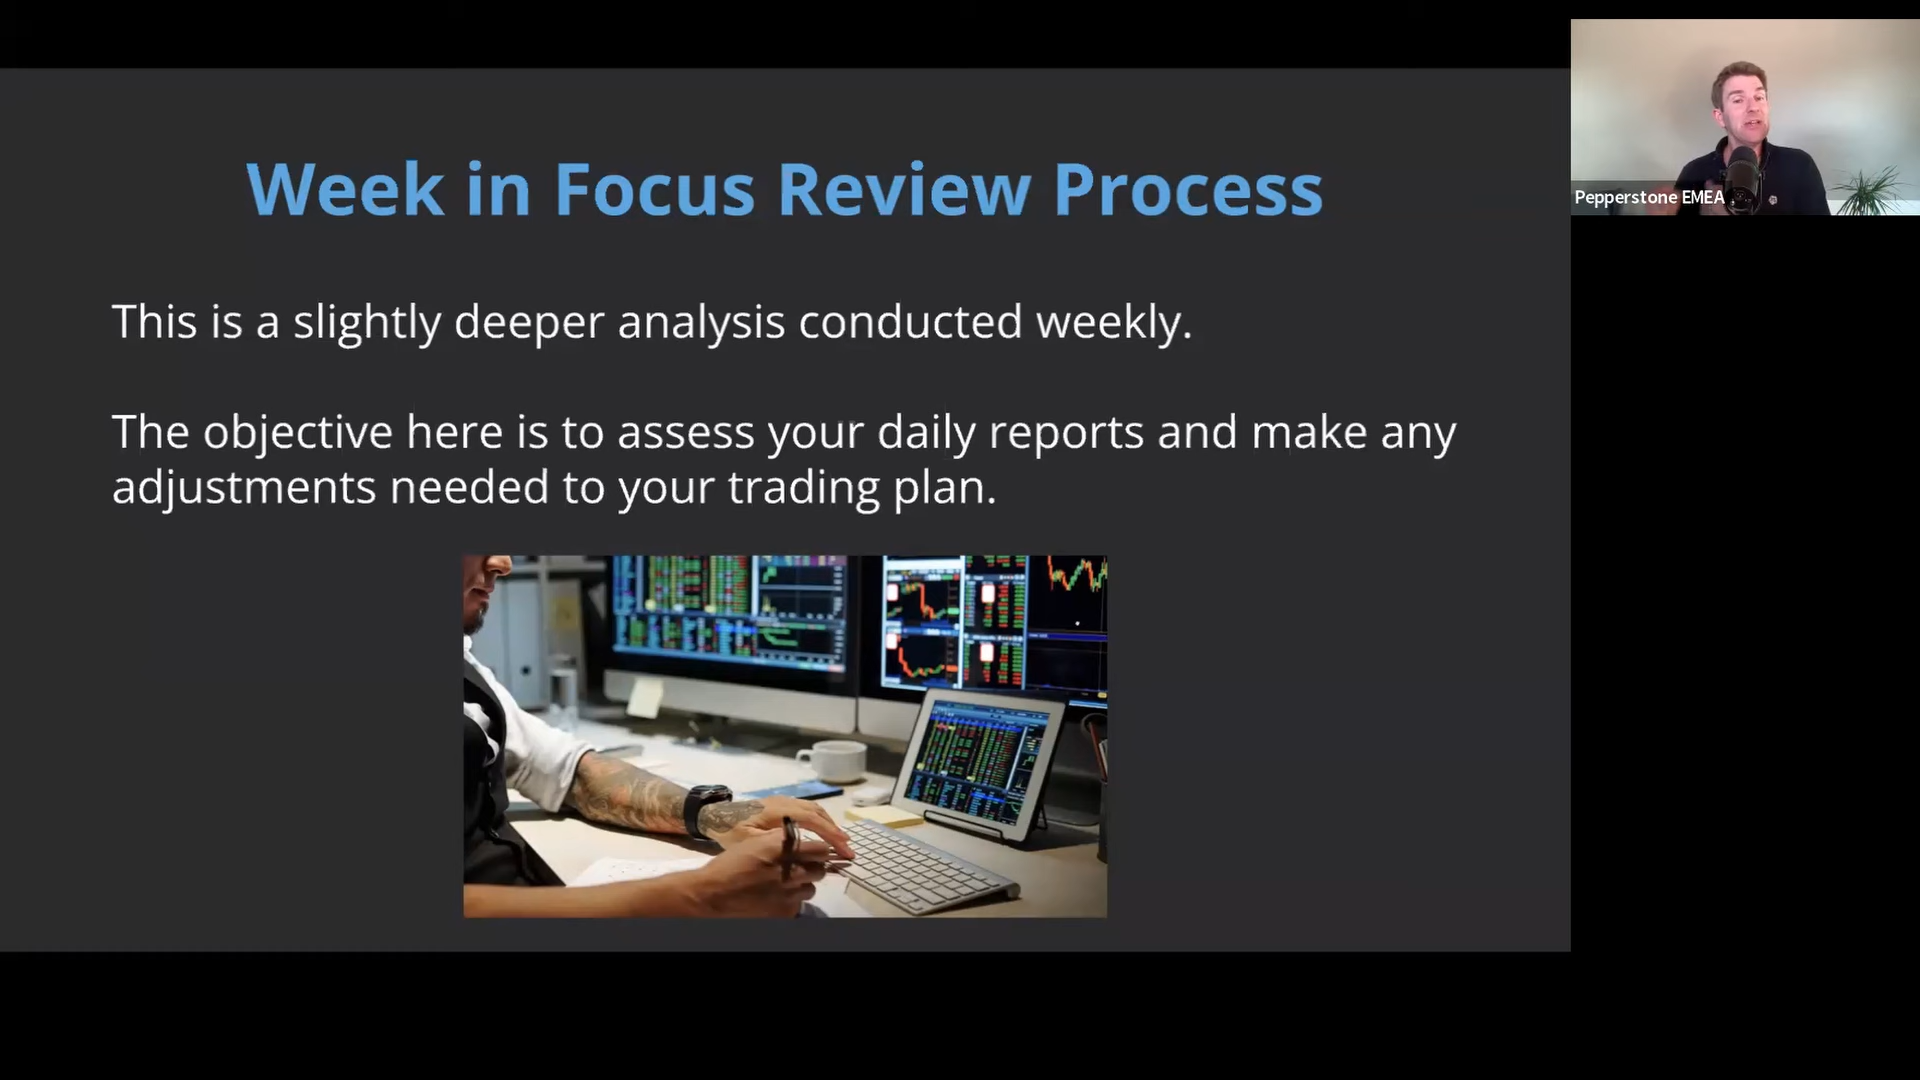 Week in Focus Review Process
Pepperstone EMEA
This is a slightly deeper analysis conducted weekly.
The objective here is to assess your daily reports and make any
adjustments needed to your trading plan.